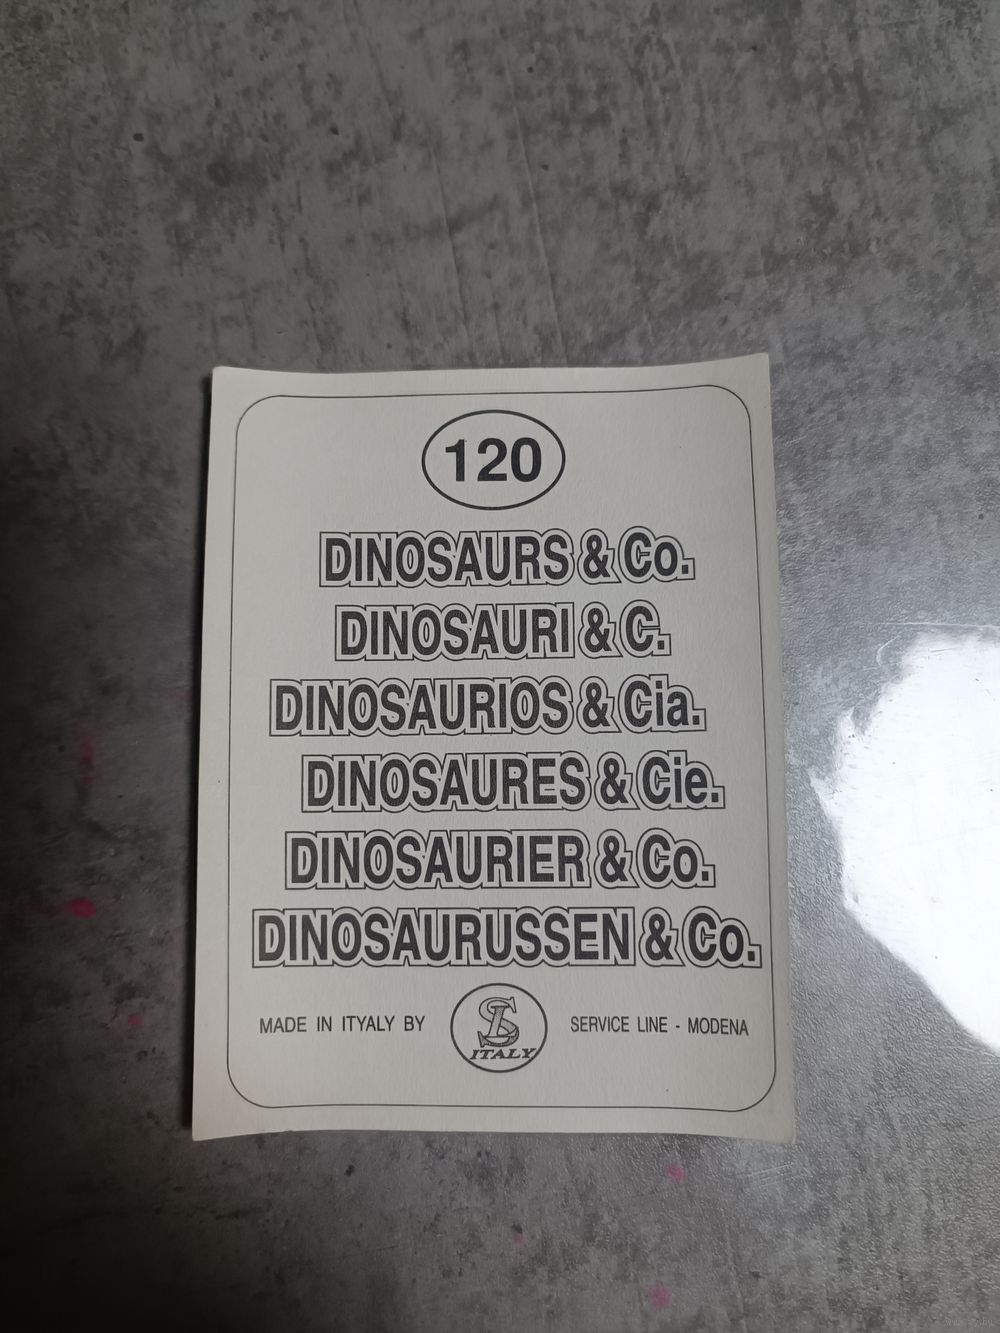 120
DINOSAURS & Co.
DINOSAURI & C.
DINOSAURIOS & Cia.
DINOSAURES & Cie.
DINOSAURIER & Co.
DINOSAURUSSEN & Co.
MADE IN ITYALY BY
SL
ITALY
SERVICE LINE - MODENA